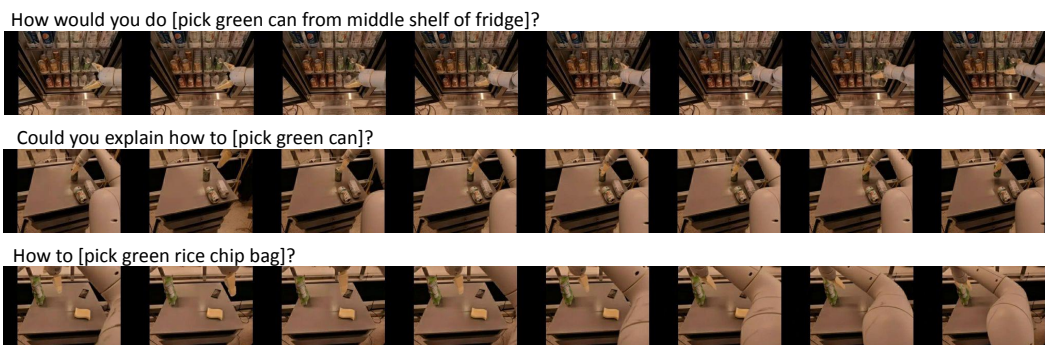 How would you do [pick green can from middle shelf of fridge]?
Could you explain how to [pick green can]?
How to [pick green rice chip bag]?